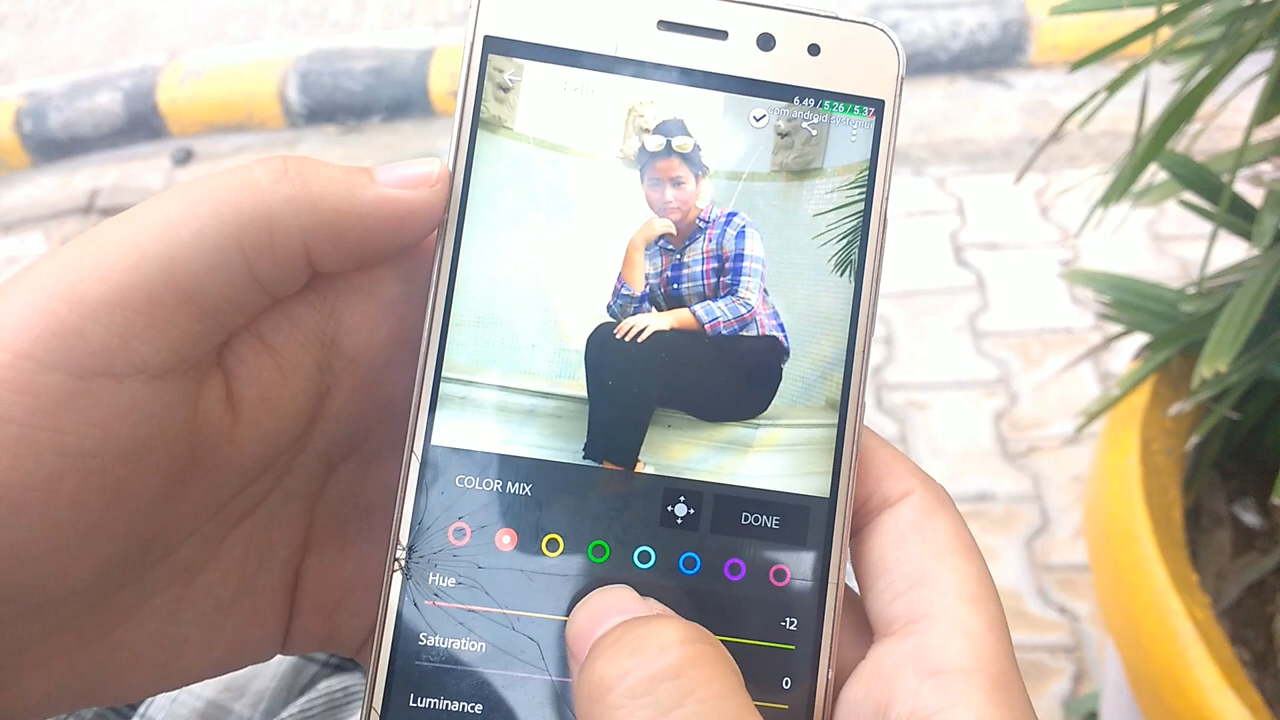 6.49 / 5.26 / 5.37
com.android.systemui
COLOR MIX
DONE
Hue
-12
Saturation
0
Luminance